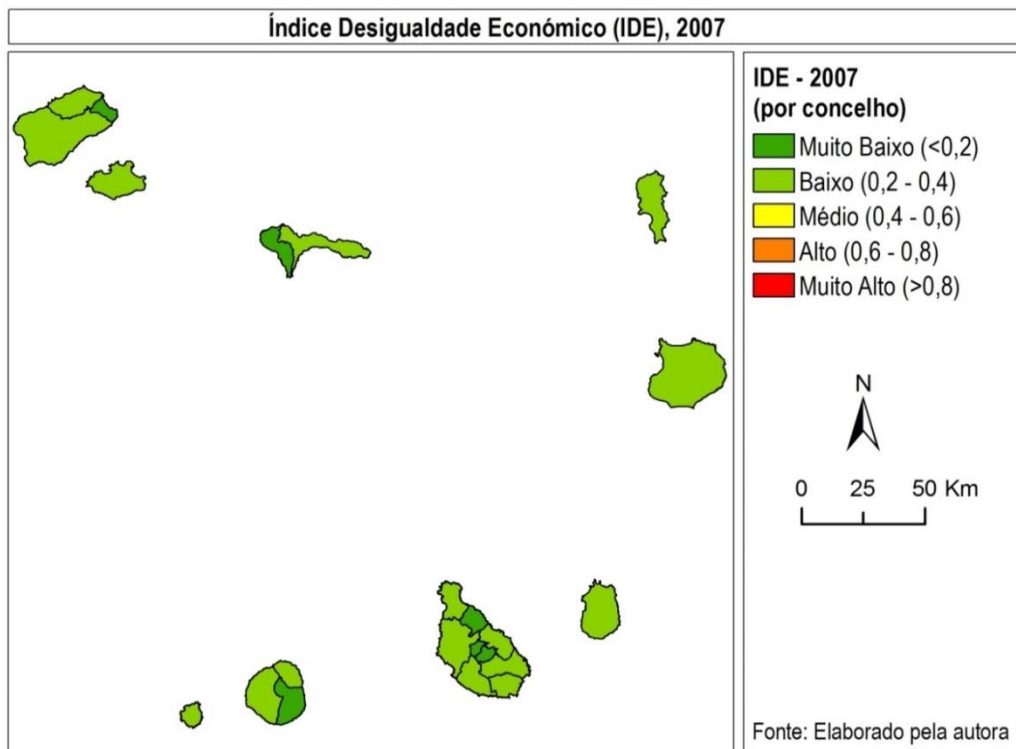 Índice Desigualdade Económico (IDE), 2007
IDE - 2007
(por concelho)
Muito Baixo (<0,2)
Baixo (0,2 - 0,4)
Médio (0,4 - 0,6)
Alto (0,6 - 0,8)
Muito Alto (>0,8)
N
0 25 50 Km
Fonte: Elaborado pela autora